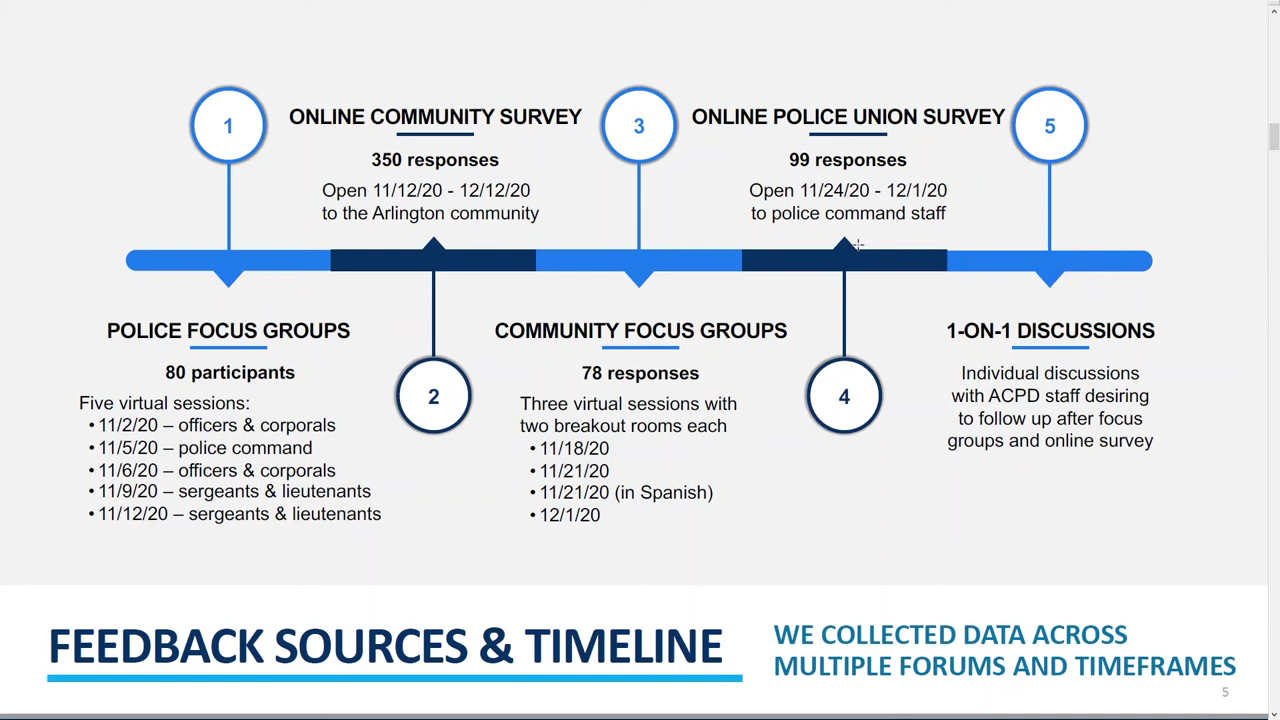 1
ONLINE COMMUNITY SURVEY
350 responses
Open 11/12/20 - 12/12/20
to the Arlington community
3
ONLINE POLICE UNION SURVEY
99 responses
Open 11/24/20 - 12/1/20
to police command staff
5
POLICE FOCUS GROUPS
80 participants
Five virtual sessions:
• 11/2/20 – officers & corporals
• 11/5/20 – police command
• 11/6/20 – officers & corporals
• 11/9/20 – sergeants & lieutenants
• 11/12/20 – sergeants & lieutenants
2
COMMUNITY FOCUS GROUPS
78 responses
Three virtual sessions with
two breakout rooms each
• 11/18/20
• 11/21/20
• 11/21/20 (in Spanish)
• 12/1/20
4
1-ON-1 DISCUSSIONS
Individual discussions
with ACPD staff desiring
to follow up after focus
groups and online survey
FEEDBACK SOURCES & TIMELINE
WE COLLECTED DATA ACROSS
MULTIPLE FORUMS AND TIMEFRAMES
5